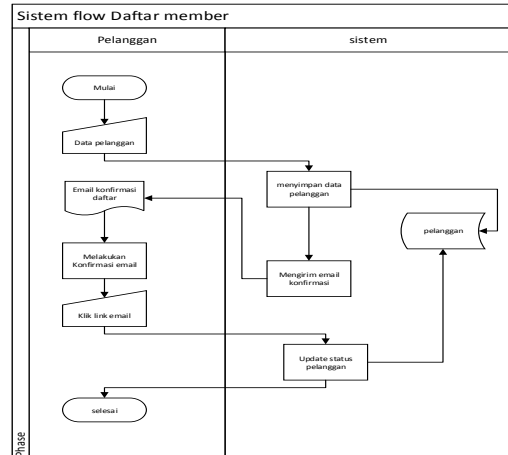 Sistem flow Daftar member
Pelanggan
sistem
Mulai
Data pelanggan
menyimpan data
pelanggan
Email konfirmasi
daftar
pelanggan
Melakukan
Konfirmasi email
Mengirim email
konfirmasi
Klik link email
Update status
pelanggan
selesai
Phase